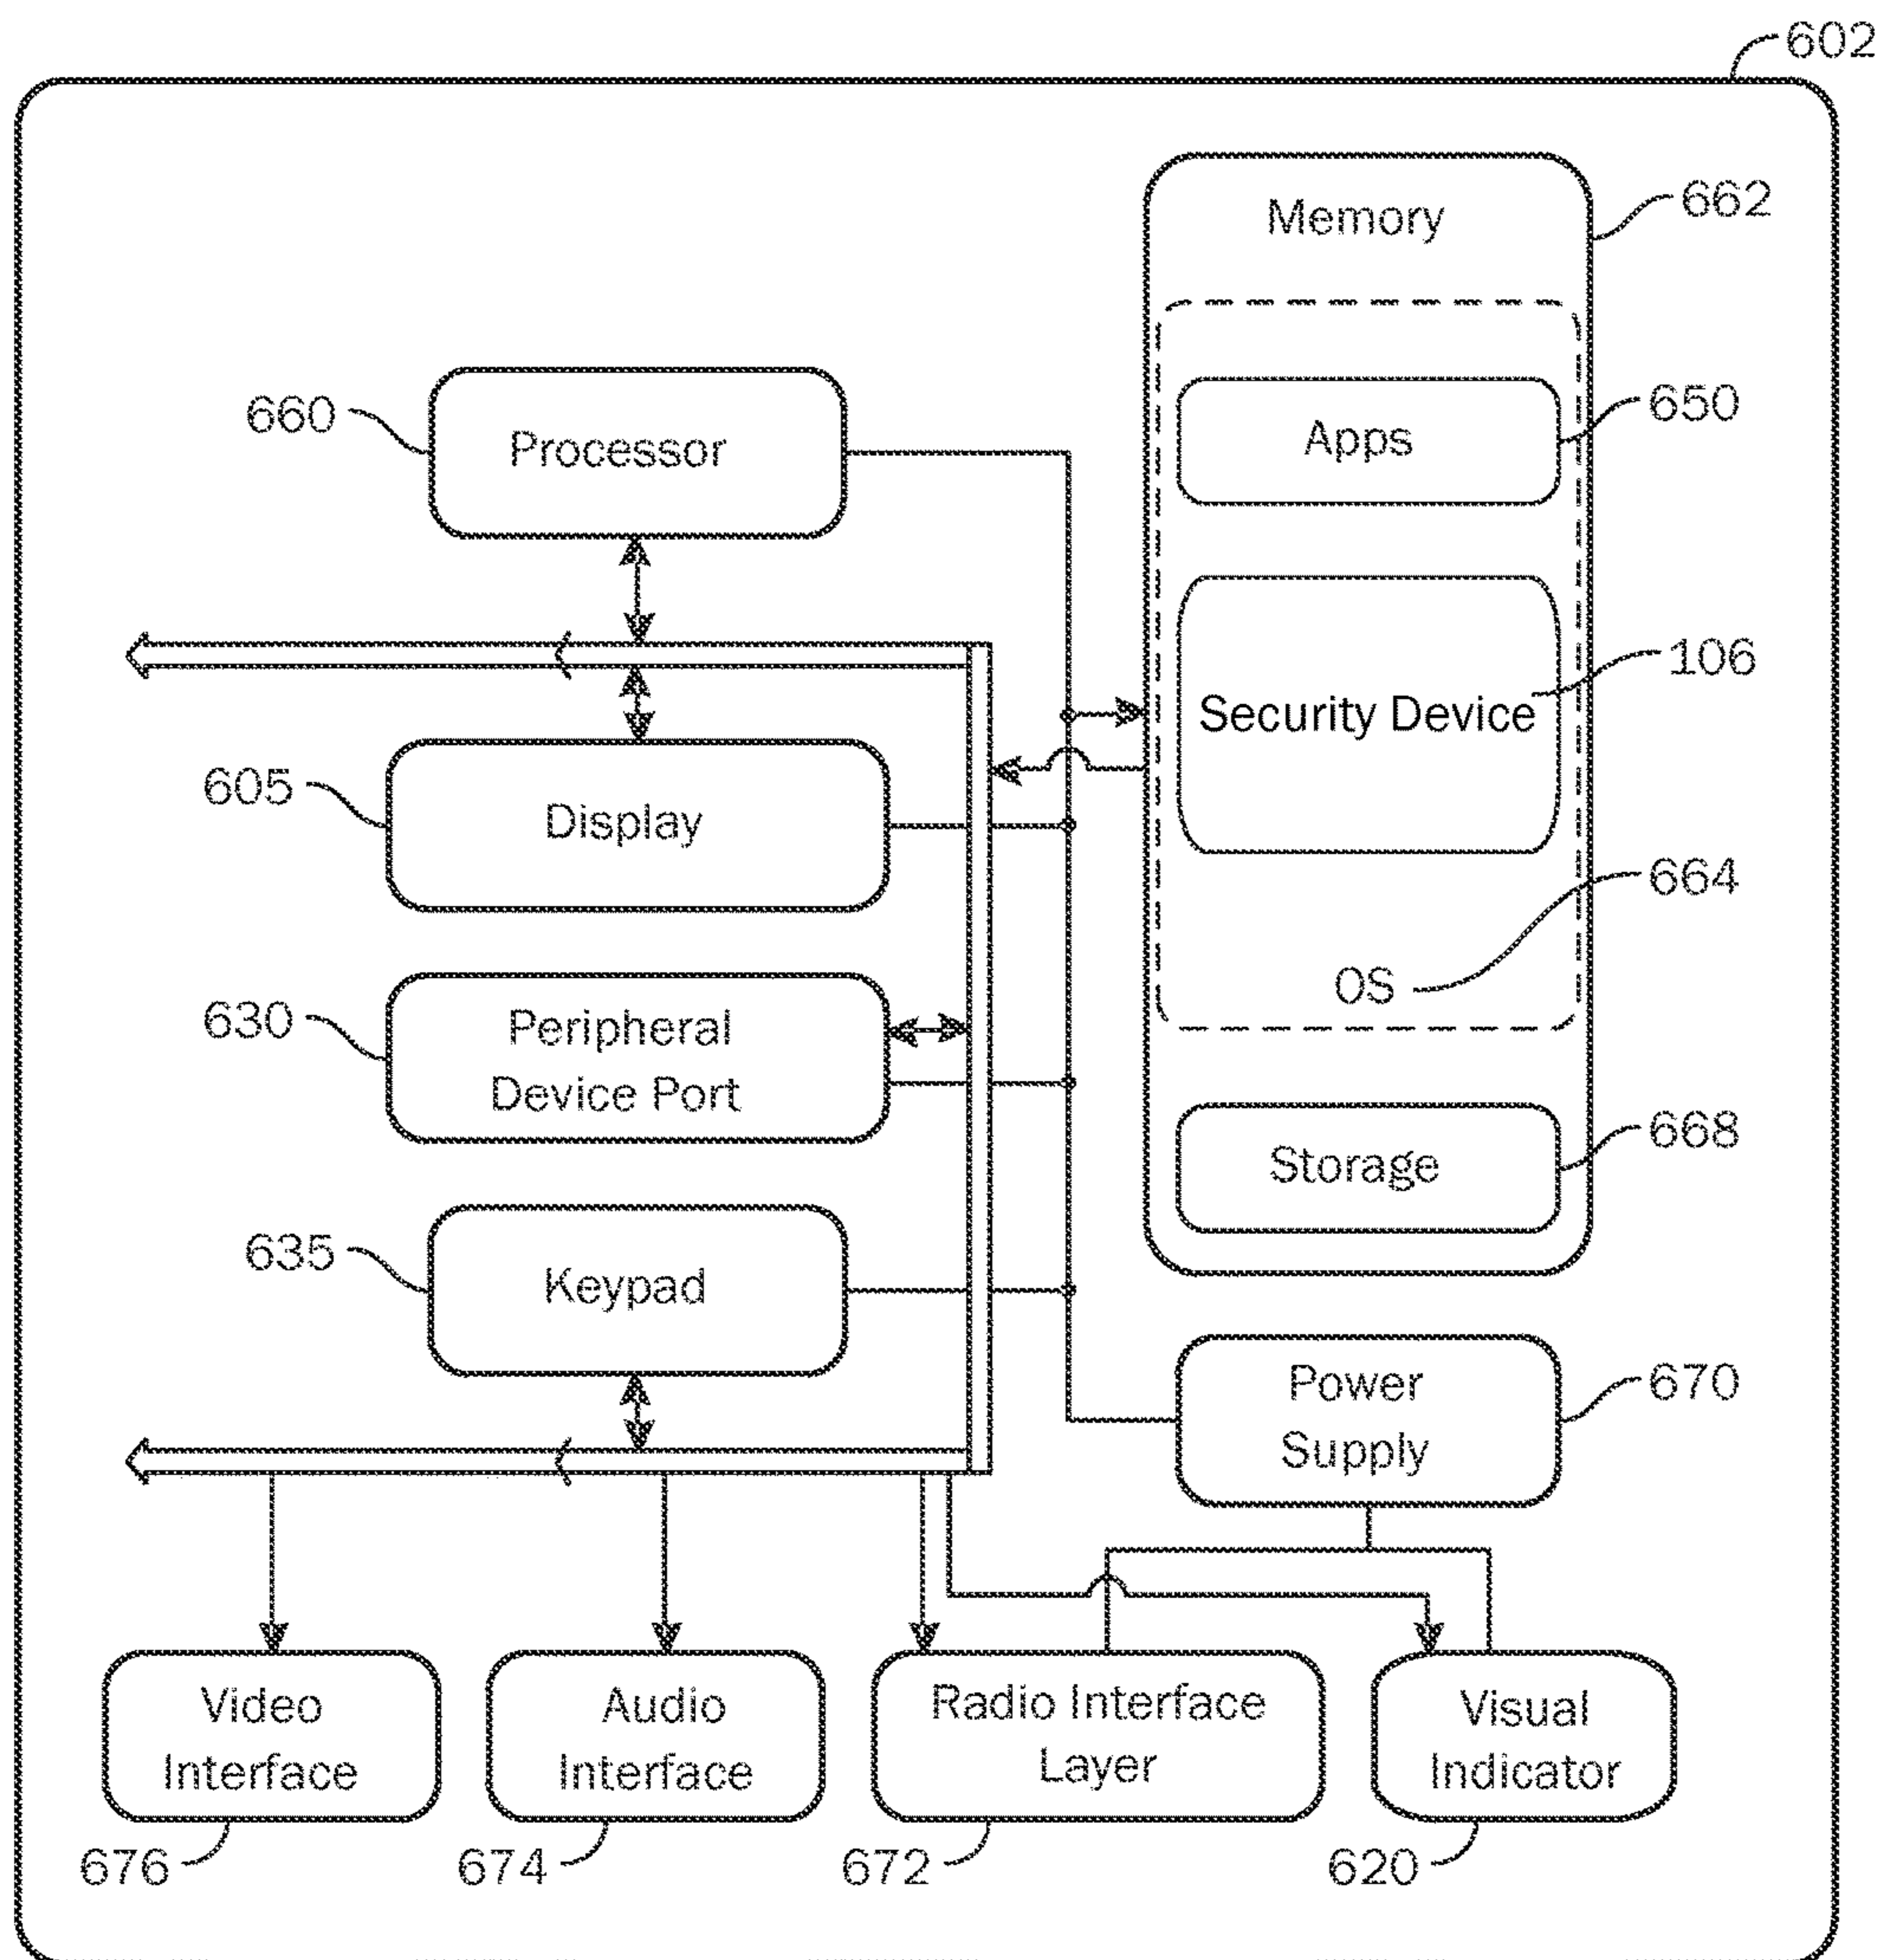 602
Memory
662
Apps
650
660
Processor
Security Device
106
605
Display
664
OS
630
Peripheral
Device Port
Storage
668
635
Keypad
Power
Supply
670
Video
Interface
Audio
Interface
Radio Interface
Layer
Visual
Indicator
676
674
672
620